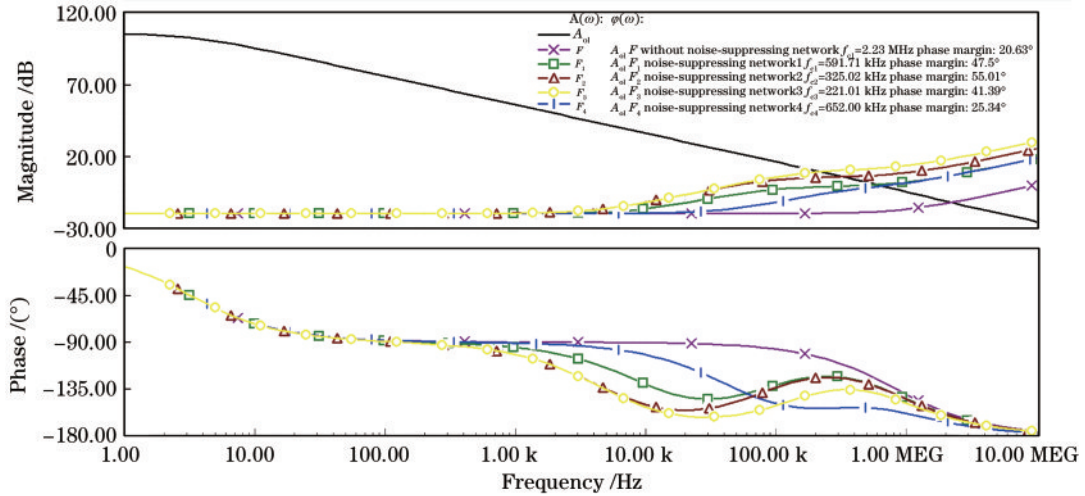 120.00
70.00
20.00
−30.00
Magnitude /dB
A(ω): φ(ω):
A_ol
F A_ol F without noise-suppressing network f_c1=2.23 MHz phase margin: 20.63°
F_1 A_ol F_1 noise-suppressing network1 f_c1=591.71 kHz phase margin: 47.5°
F_2 A_ol F_2 noise-suppressing network2 f_c2=325.02 kHz phase margin: 55.01°
F_3 A_ol F_3 noise-suppressing network3 f_c3=221.01 kHz phase margin: 41.39°
F_4 A_ol F_4 noise-suppressing network4 f_c4=652.00 kHz phase margin: 25.34°
0
−45.00
−90.00
−135.00
−180.00
Phase /(°)
1.00 10.00 100.00 1.00 k 10.00 k 100.00 k 1.00 MEG 10.00 MEG
Frequency /Hz